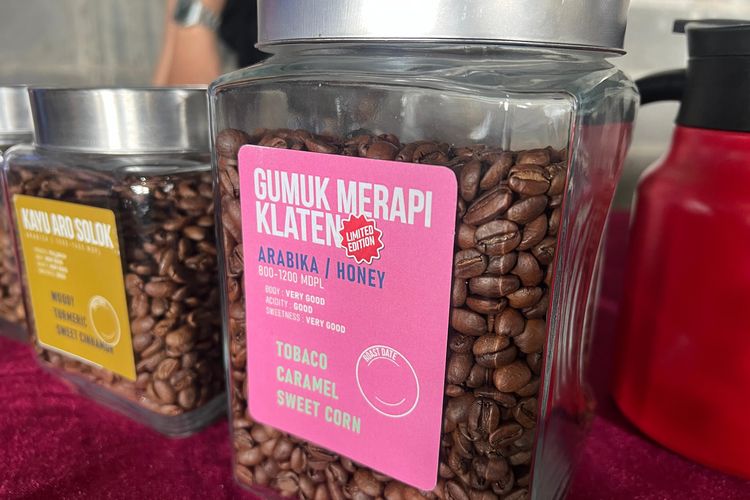 KAYU ARO SOLOK
WOODY
TURMERIC
SWEET CINNAMON
GUMUK MERAPI
KLATEN
LIMITED
EDITION
ARABIKA / HONEY
800-1200 MDPL
BODY : VERY GOOD
ACIDITY : GOOD
SWEETNESS : VERY GOOD
ROAST DATE
TOBACO
CARAMEL
SWEET CORN